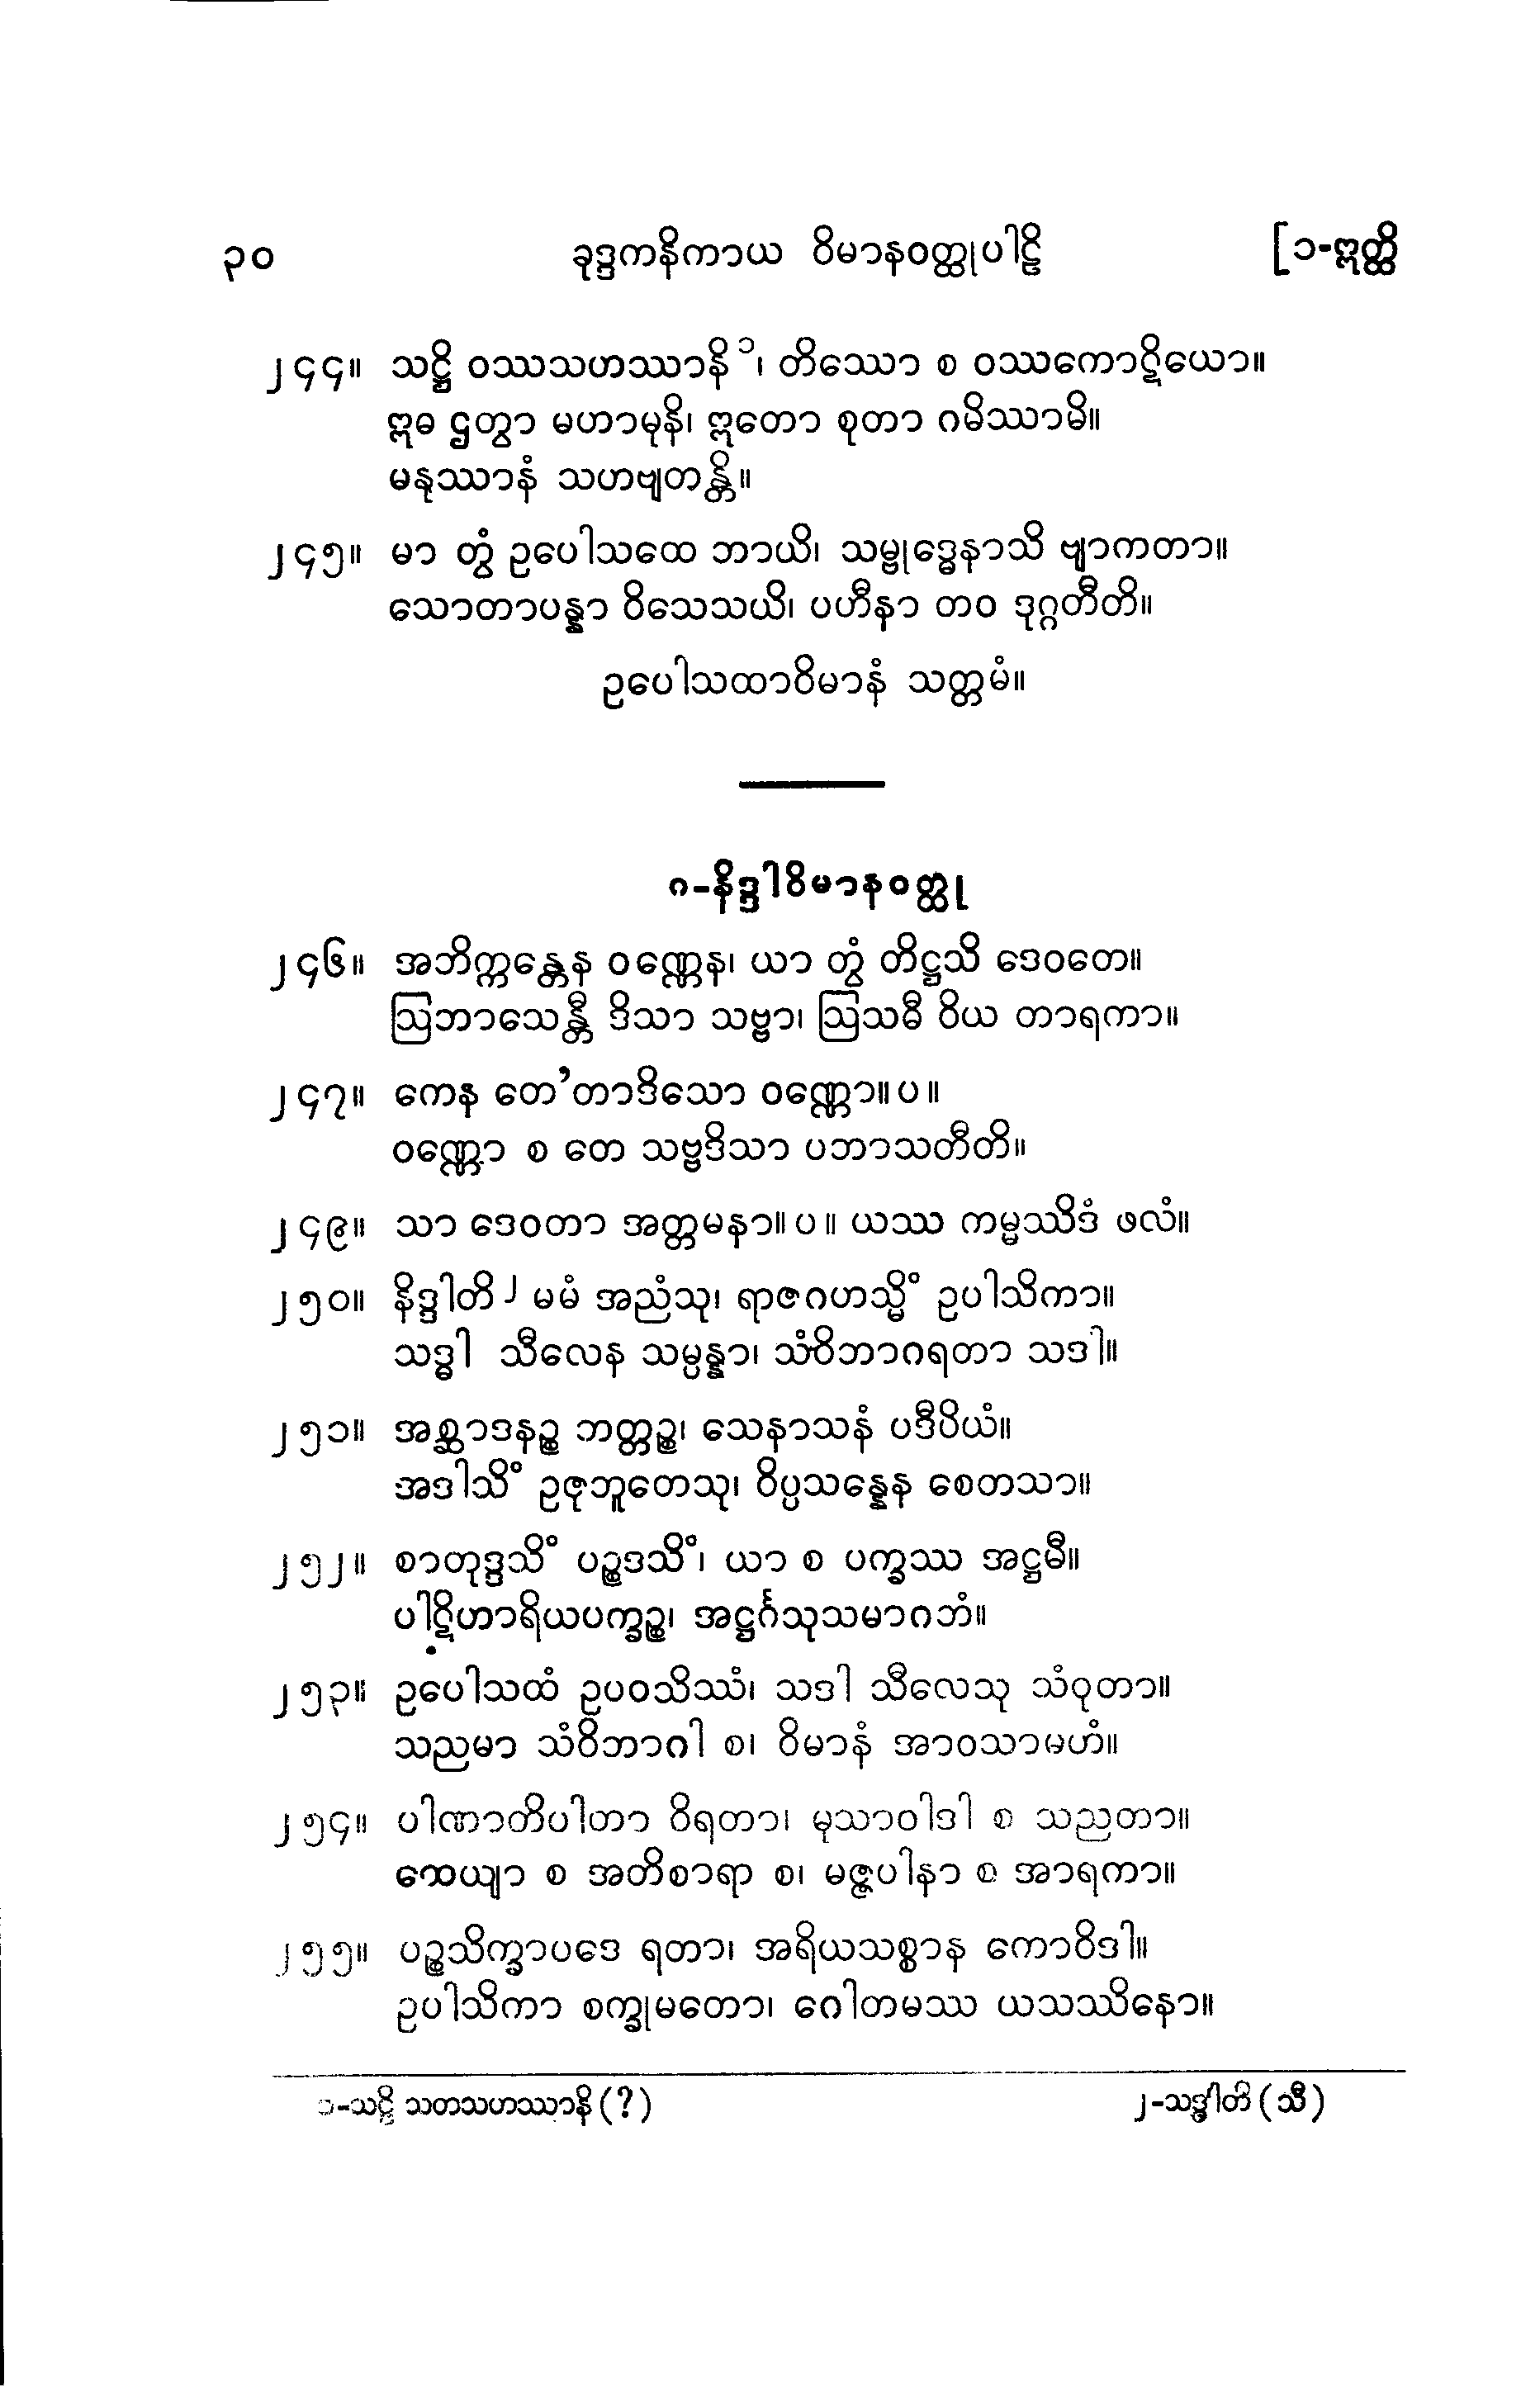 ၃၀ ခုဒ္ဒကနိကာယ ဝိမာနဝတ္ထုပါဠိ [၁-ဣတ္ထိ
၂၄၄။ သဋ္ဌိ ဝဿသဟဿာနိ ၁၊ တိဿော စ ဝဿကောဋိယော။
ဣဓ ဌတွာ မဟာမုနိ၊ ဣတော စုတာ ဂမိဿာမိ။
မနုဿာနံ သဟဗျတန္တိ။
၂၄၅။ မာ တွံ ဥပေါသထေ ဘာယိ၊ သမ္ဗုဒ္ဓေနာသိ ဗျာကတာ။
သောတာပန္နာ ဝိသေသယိ၊ ပဟီနာ တဝ ဒုဂ္ဂတီတိ။
ဥပေါသထာဝိမာနံ သတ္တမံ။
၈-နိဒ္ဒါဝိမာနဝတ္ထု
၂၄၆။ အဘိက္ကန္တေန ဝဏ္ဏေန၊ ယာ တွံ တိဋ္ဌသိ ဒေဝတေ။
ဩဘာသေန္တီ ဒိသာ သဗ္ဗာ၊ ဩသဓီ ဝိယ တာရကာ။
၂၄၇။ ကေန တေ’တာဒိသော ဝဏ္ဏော။ပ။
ဝဏ္ဏော စ တေ သဗ္ဗဒိသာ ပဘာသတီတိ။
၂၄၉။ သာ ဒေဝတာ အတ္တမနာ။ပ။ ယဿ ကမ္မဿိဒံ ဖလံ။
၂၅၀။ နိဒ္ဒါတိ ၂ မမံ အညံသု၊ ရာဇဂဟသ္မိံ ဥပါသိကာ။
သဒ္ဓါ သီလေန သမ္ပန္နာ၊ သံဝိဘာဂရတာ သဒါ။
၂၅၁။ အစ္ဆာဒနဉ္စ ဘတ္တဉ္စ၊ သေနာသနံ ပဒီပိယံ။
အဒါသိံ ဥဇုဘူတေသု၊ ဝိပ္ပသန္နေန စေတသာ။
၂၅၂။ စာတုဒ္ဒသိံ ပဉ္စဒသိံ၊ ယာ စ ပက္ခဿ အဋ္ဌမီ။
ပါဋိဟာရိယပက္ခဉ္စ၊ အဋ္ဌင်္ဂသုသမာဂဘံ။
၂၅၃။ ဥပေါသထံ ဥပဝသိဿံ၊ သဒါ သီလေသု သံဝုတာ။
သညမာ သံဝိဘာဂါ စ၊ ဝိမာနံ အာဝသာမဟံ။
၂၅၄။ ပါဏာတိပါတာ ဝိရတာ၊ မုသာဝါဒါ စ သညတာ။
ထေယျာ စ အတိစာရာ စ၊ မဇ္ဇပါနာ စ အာရကာ။
၂၅၅။ ပဉ္စသိက္ခာပဒေ ရတာ၊ အရိယသစ္စာန ကောဝိဒါ။
ဥပါသိကာ စက္ခုမတော၊ ဂေါတမဿ ယသဿိနော။
၁-သဋ္ဌိ သတသဟဿာနိ (?) ၂-သဒ္ဓါတိ (သီ)